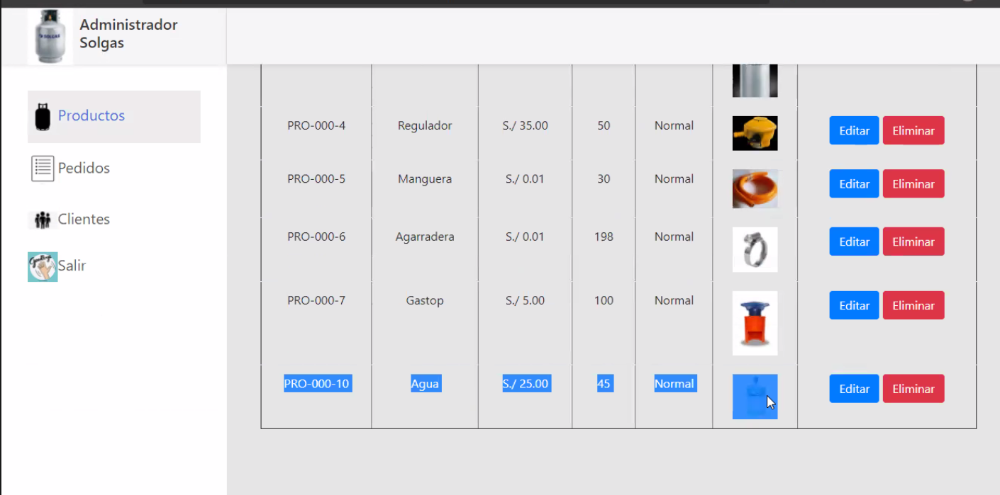 Administrador
Solgas
SOLGAS
Productos
Pedidos
Clientes
Salir
PRO-000-4 Regulador S./ 35.00 50 Normal Editar Eliminar
PRO-000-5 Manguera S./ 0.01 30 Normal Editar Eliminar
PRO-000-6 Agarradera S./ 0.01 198 Normal Editar Eliminar
PRO-000-7 Gastop S./ 5.00 100 Normal Editar Eliminar
PRO-000-10 Agua S./ 25.00 45 Normal Editar Eliminar